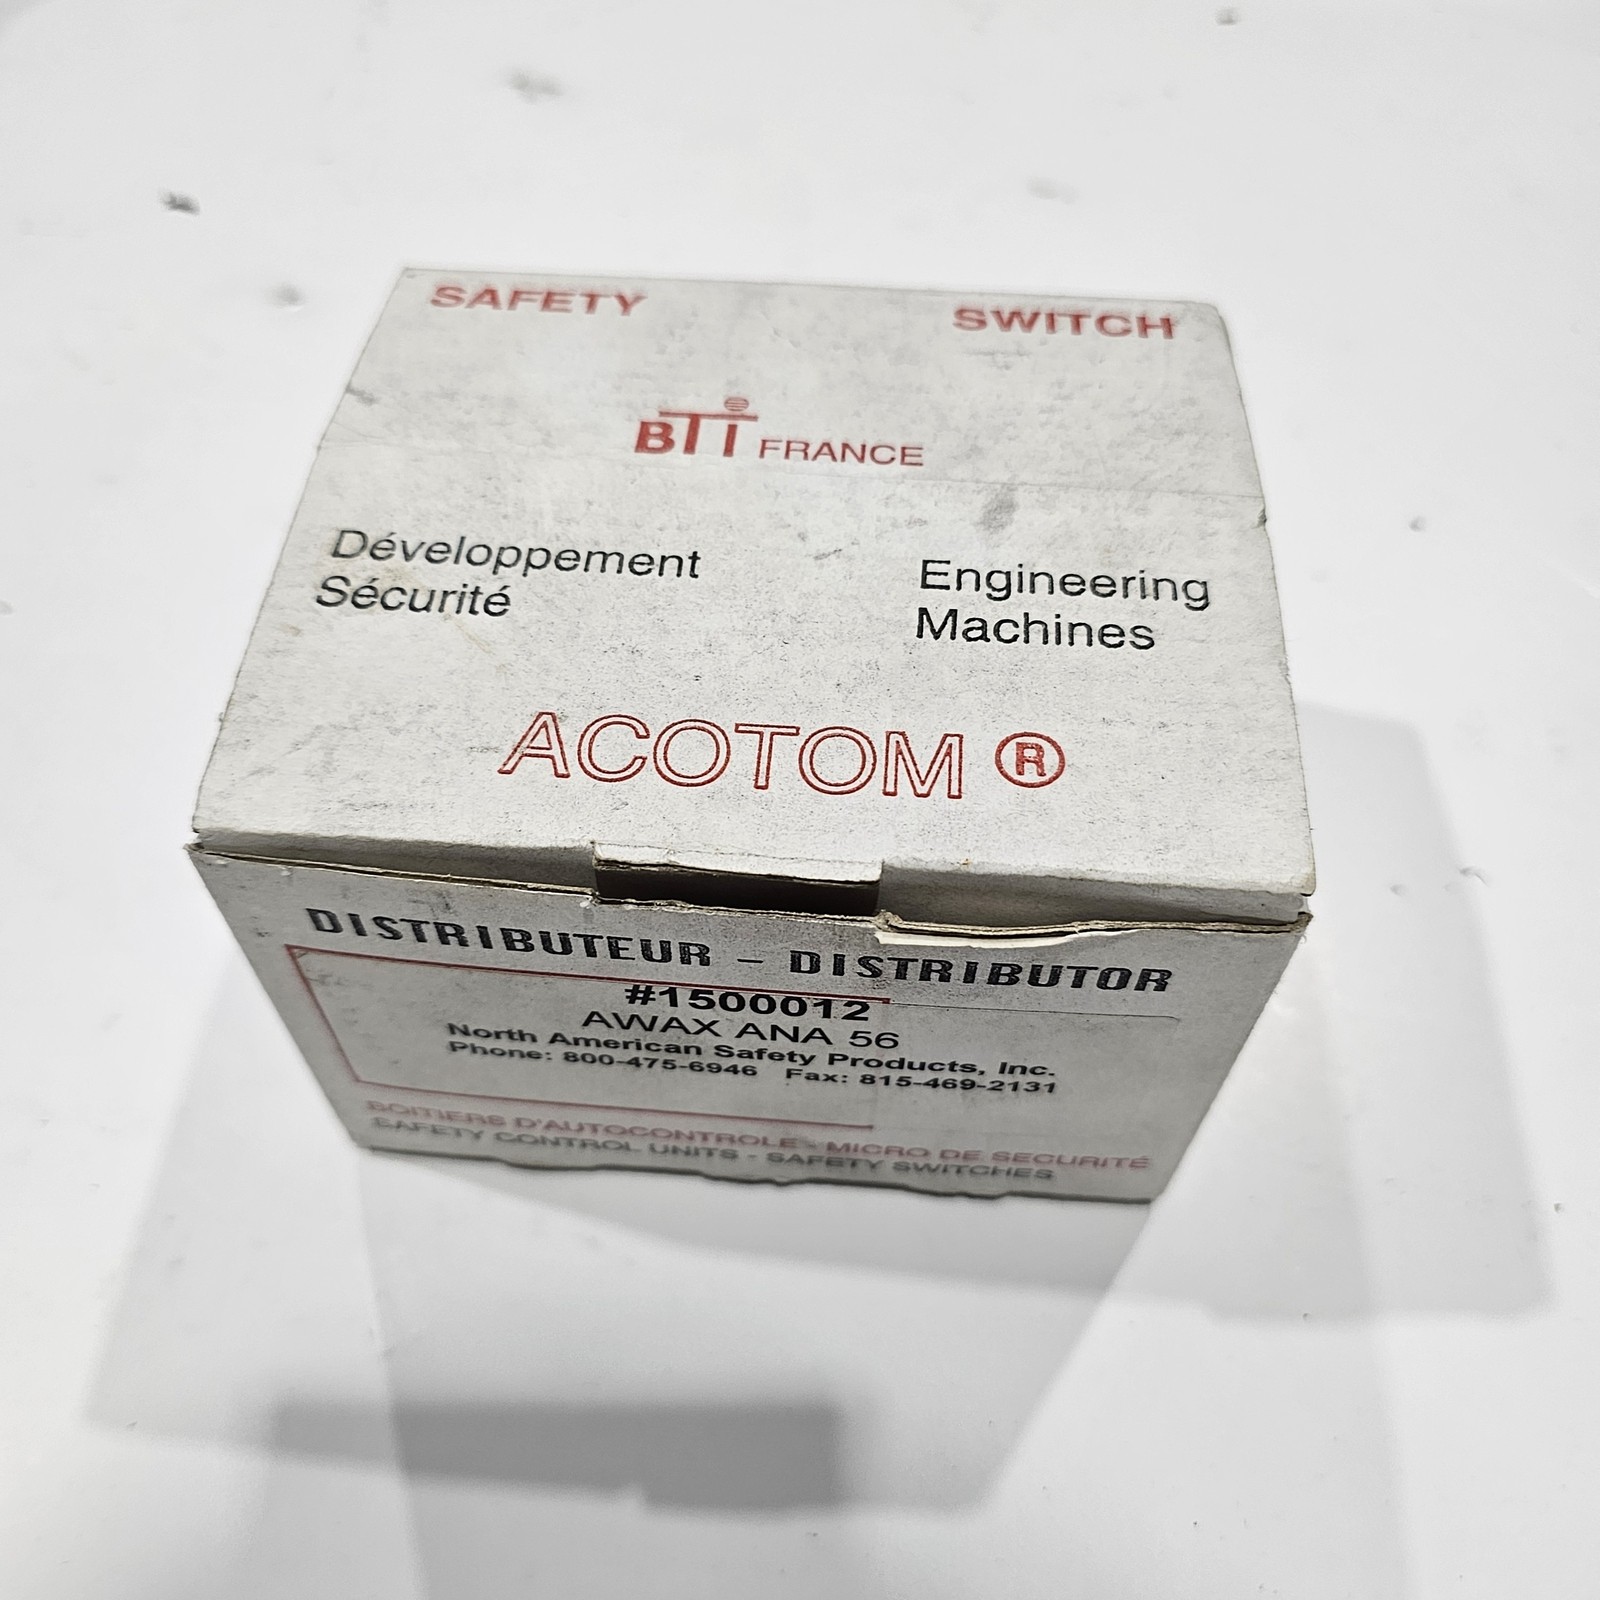 SAFETY SWITCH
BTI FRANCE
Développement Engineering
Sécurité Machines
ACOTOM ®
DISTRIBUTEUR - DISTRIBUTOR
#1500012
AWAX ANA 56
North American Safety Products, Inc.
Phone: 800-475-6946 Fax: 815-469-2131
BOITIERS D'AUTOCONTROLE - MICRO DE SECURITÉ
SAFETY CONTROL UNITS - SAFETY SWITCHES